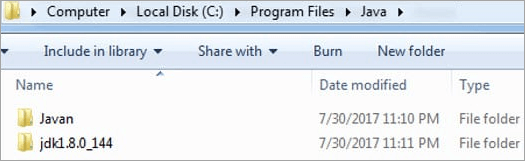 Computer ▸ Local Disk (C:) ▸ Program Files ▸ Java ▸
Include in library ▾ Share with ▾ Burn New folder
Name Date modified Type
Javan 7/30/2017 11:10 PM File folder
jdk1.8.0_144 7/30/2017 11:11 PM File folder